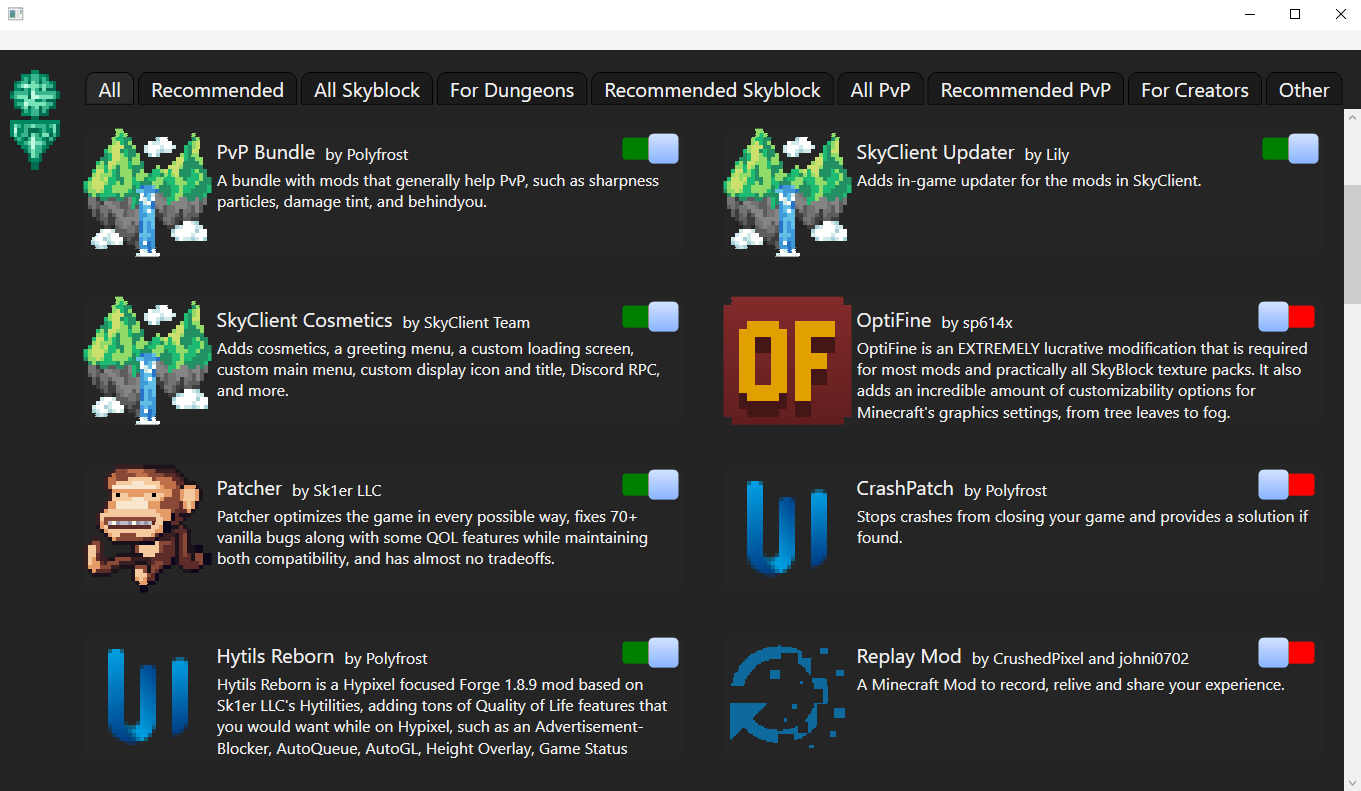 All
Recommended
All Skyblock
For Dungeons
Recommended Skyblock
All PvP
Recommended PvP
For Creators
Other
PvP Bundle by Polyfrost
A bundle with mods that generally help PvP, such as sharpness
particles, damage tint, and behindyou.
SkyClient Updater by Lily
Adds in-game updater for the mods in SkyClient.
SkyClient Cosmetics by SkyClient Team
Adds cosmetics, a greeting menu, a custom loading screen,
custom main menu, custom display icon and title, Discord RPC,
and more.
OF
OptiFine by sp614x
OptiFine is an EXTREMELY lucrative modification that is required
for most mods and practically all SkyBlock texture packs. It also
adds an incredible amount of customizability options for
Minecraft's graphics settings, from tree leaves to fog.
Patcher by Sk1er LLC
Patcher optimizes the game in every possible way, fixes 70+
vanilla bugs along with some QOL features while maintaining
both compatibility, and has almost no tradeoffs.
UI
CrashPatch by Polyfrost
Stops crashes from closing your game and provides a solution if
found.
UI
Hytils Reborn by Polyfrost
Hytils Reborn is a Hypixel focused Forge 1.8.9 mod based on
Sk1er LLC's Hytilities, adding tons of Quality of Life features that
you would want while on Hypixel, such as an Advertisement-
Blocker, AutoQueue, AutoGL, Height Overlay, Game Status
Replay Mod by CrushedPixel and johni0702
A Minecraft Mod to record, relive and share your experience.